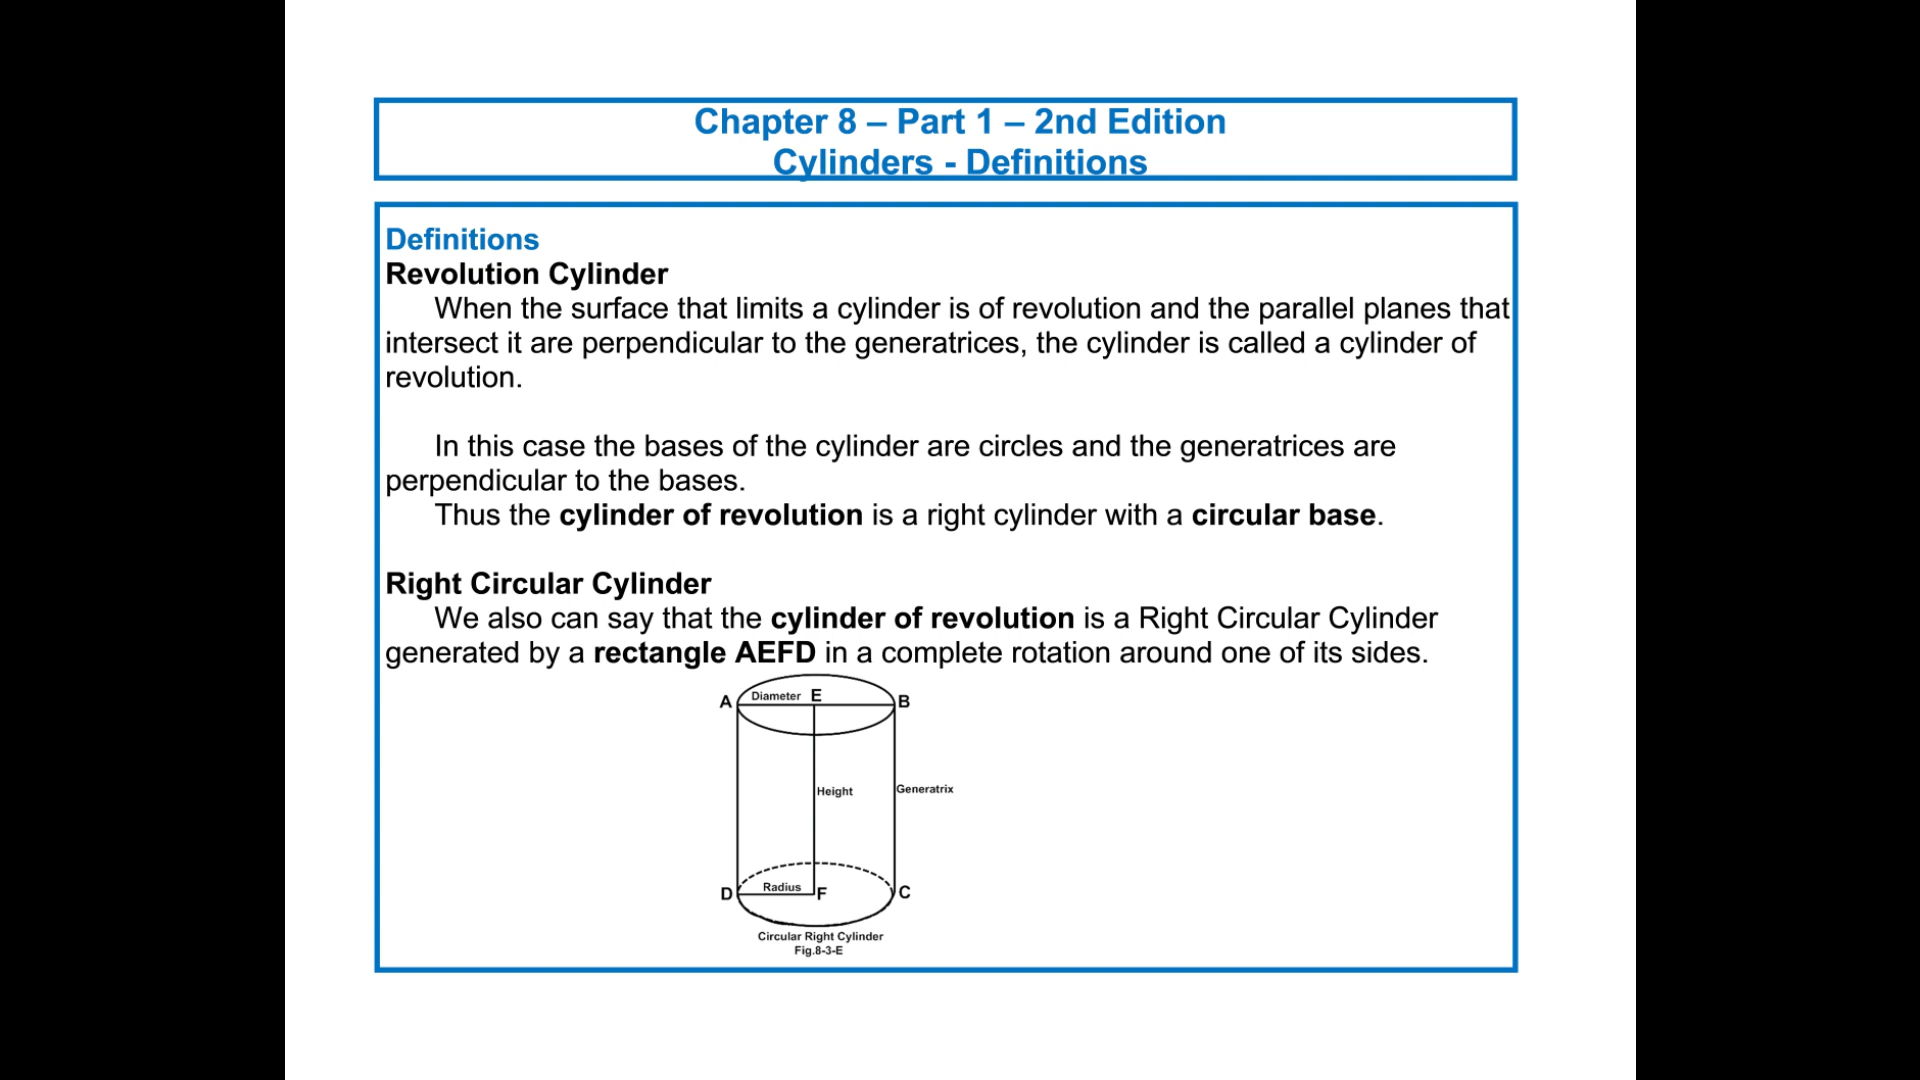 Chapter 8 – Part 1 – 2nd Edition
Cylinders - Definitions
Definitions
Revolution Cylinder
When the surface that limits a cylinder is of revolution and the parallel planes that
intersect it are perpendicular to the generatrices, the cylinder is called a cylinder of
revolution.
In this case the bases of the cylinder are circles and the generatrices are
perpendicular to the bases.
Thus the cylinder of revolution is a right cylinder with a circular base.
Right Circular Cylinder
We also can say that the cylinder of revolution is a Right Circular Cylinder
generated by a rectangle AEFD in a complete rotation around one of its sides.
A Diameter E B
Height Generatrix
D Radius F C
Circular Right Cylinder
Fig.8-3-E